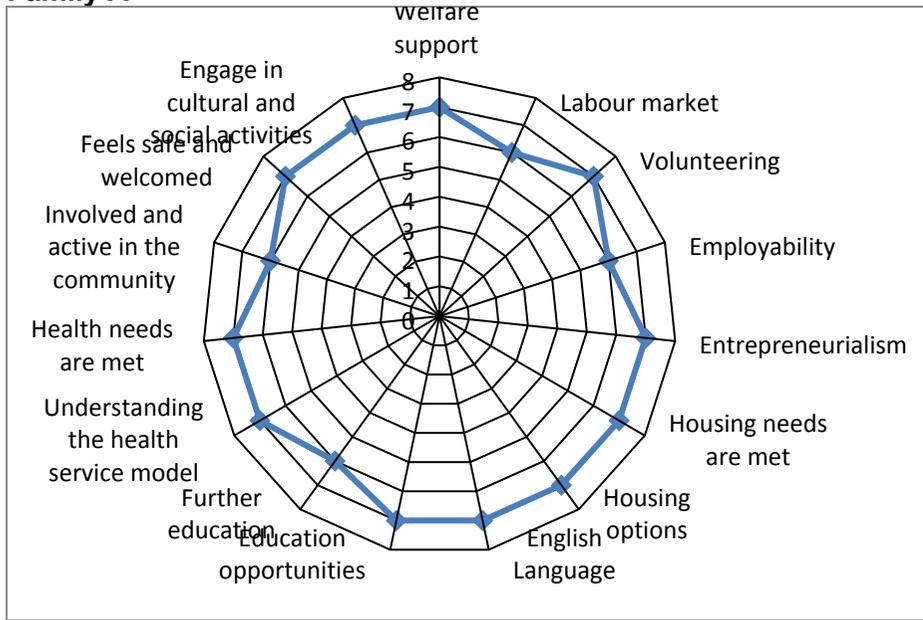 Welfare
support
Labour market
Volunteering
Employability
Entrepreneurialism
Housing needs
are met
Housing
options
English
Language
Education
opportunities
Further
education
Understanding
the health
service model
Health needs
are met
Involved and
active in the
community
Feels safe and
welcomed
Engage in
cultural and
social activities
8
7
6
5
4
3
2
1
0